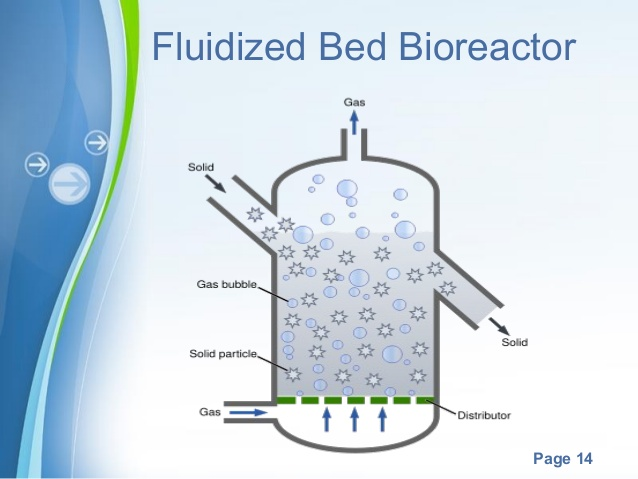 Fluidized Bed Bioreactor
Gas
Solid
Gas bubble
Solid particle
Solid
Gas
Distributor
Page 14